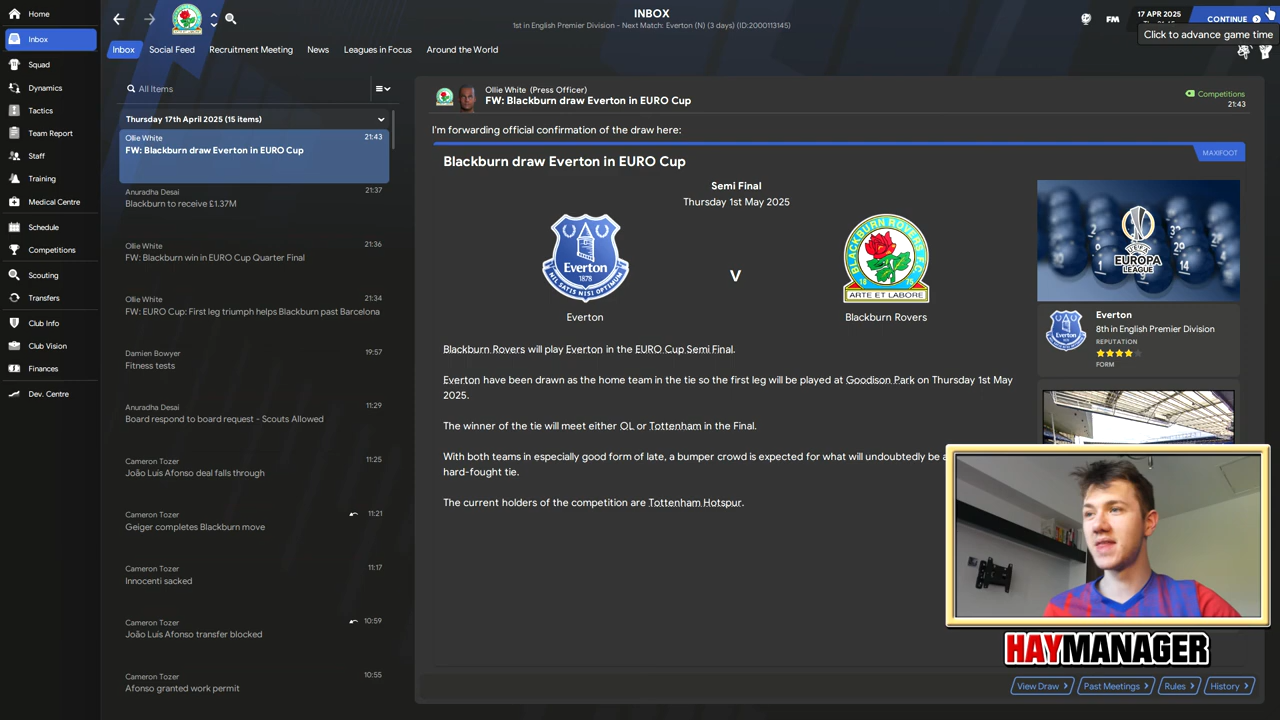 Home
Inbox
Squad
Dynamics
Tactics
Team Report
Staff
Training
Medical Centre
Schedule
Competitions
Scouting
Transfers
Club Info
Club Vision
Finances
Dev. Centre
INBOX
1st in English Premier Division - Next Match: Everton (N) (3 days) (ID:2000113145)
FM
17 APR 2025
CONTINUE
Click to advance game time
Inbox
Social Feed
Recruitment Meeting
News
Leagues in Focus
Around the World
All Items
Thursday 17th April 2025 (15 items)
Ollie White 21:43
FW: Blackburn draw Everton in EURO Cup
Anuradha Desai 21:37
Blackburn to receive £1.37M
Ollie White 21:36
FW: Blackburn win in EURO Cup Quarter Final
Ollie White 21:34
FW: EURO Cup: First leg triumph helps Blackburn past Barcelona
Damien Bowyer 19:57
Fitness tests
Anuradha Desai 11:29
Board respond to board request - Scouts Allowed
Cameron Tozer 11:25
João Luís Afonso deal falls through
Cameron Tozer 11:21
Geiger completes Blackburn move
Cameron Tozer 11:17
Innocenti sacked
Cameron Tozer 10:59
João Luís Afonso transfer blocked
Cameron Tozer 10:55
Afonso granted work permit
Ollie White (Press Officer)
FW: Blackburn draw Everton in EURO Cup
Competitions
21:43
I'm forwarding official confirmation of the draw here:
Blackburn draw Everton in EURO Cup
MAXIFOOT
Semi Final
Thursday 1st May 2025
Everton
1878
NIL SATIS NISI OPTIMUM
V
BLACKBURN ROVERS F.C.
18 75
ARTE ET LABORE
Everton
Blackburn Rovers
EUROPA
LEAGUE
Everton
8th in English Premier Division
REPUTATION
FORM
Blackburn Rovers will play Everton in the EURO Cup Semi Final.
Everton have been drawn as the home team in the tie so the first leg will be played at Goodison Park on Thursday 1st May
2025.
The winner of the tie will meet either OL or Tottenham in the Final.
With both teams in especially good form of late, a bumper crowd is expected for what will undoubtedly be a
hard-fought tie.
The current holders of the competition are Tottenham Hotspur.
HAYMANAGER
View Draw
Past Meetings
Rules
History